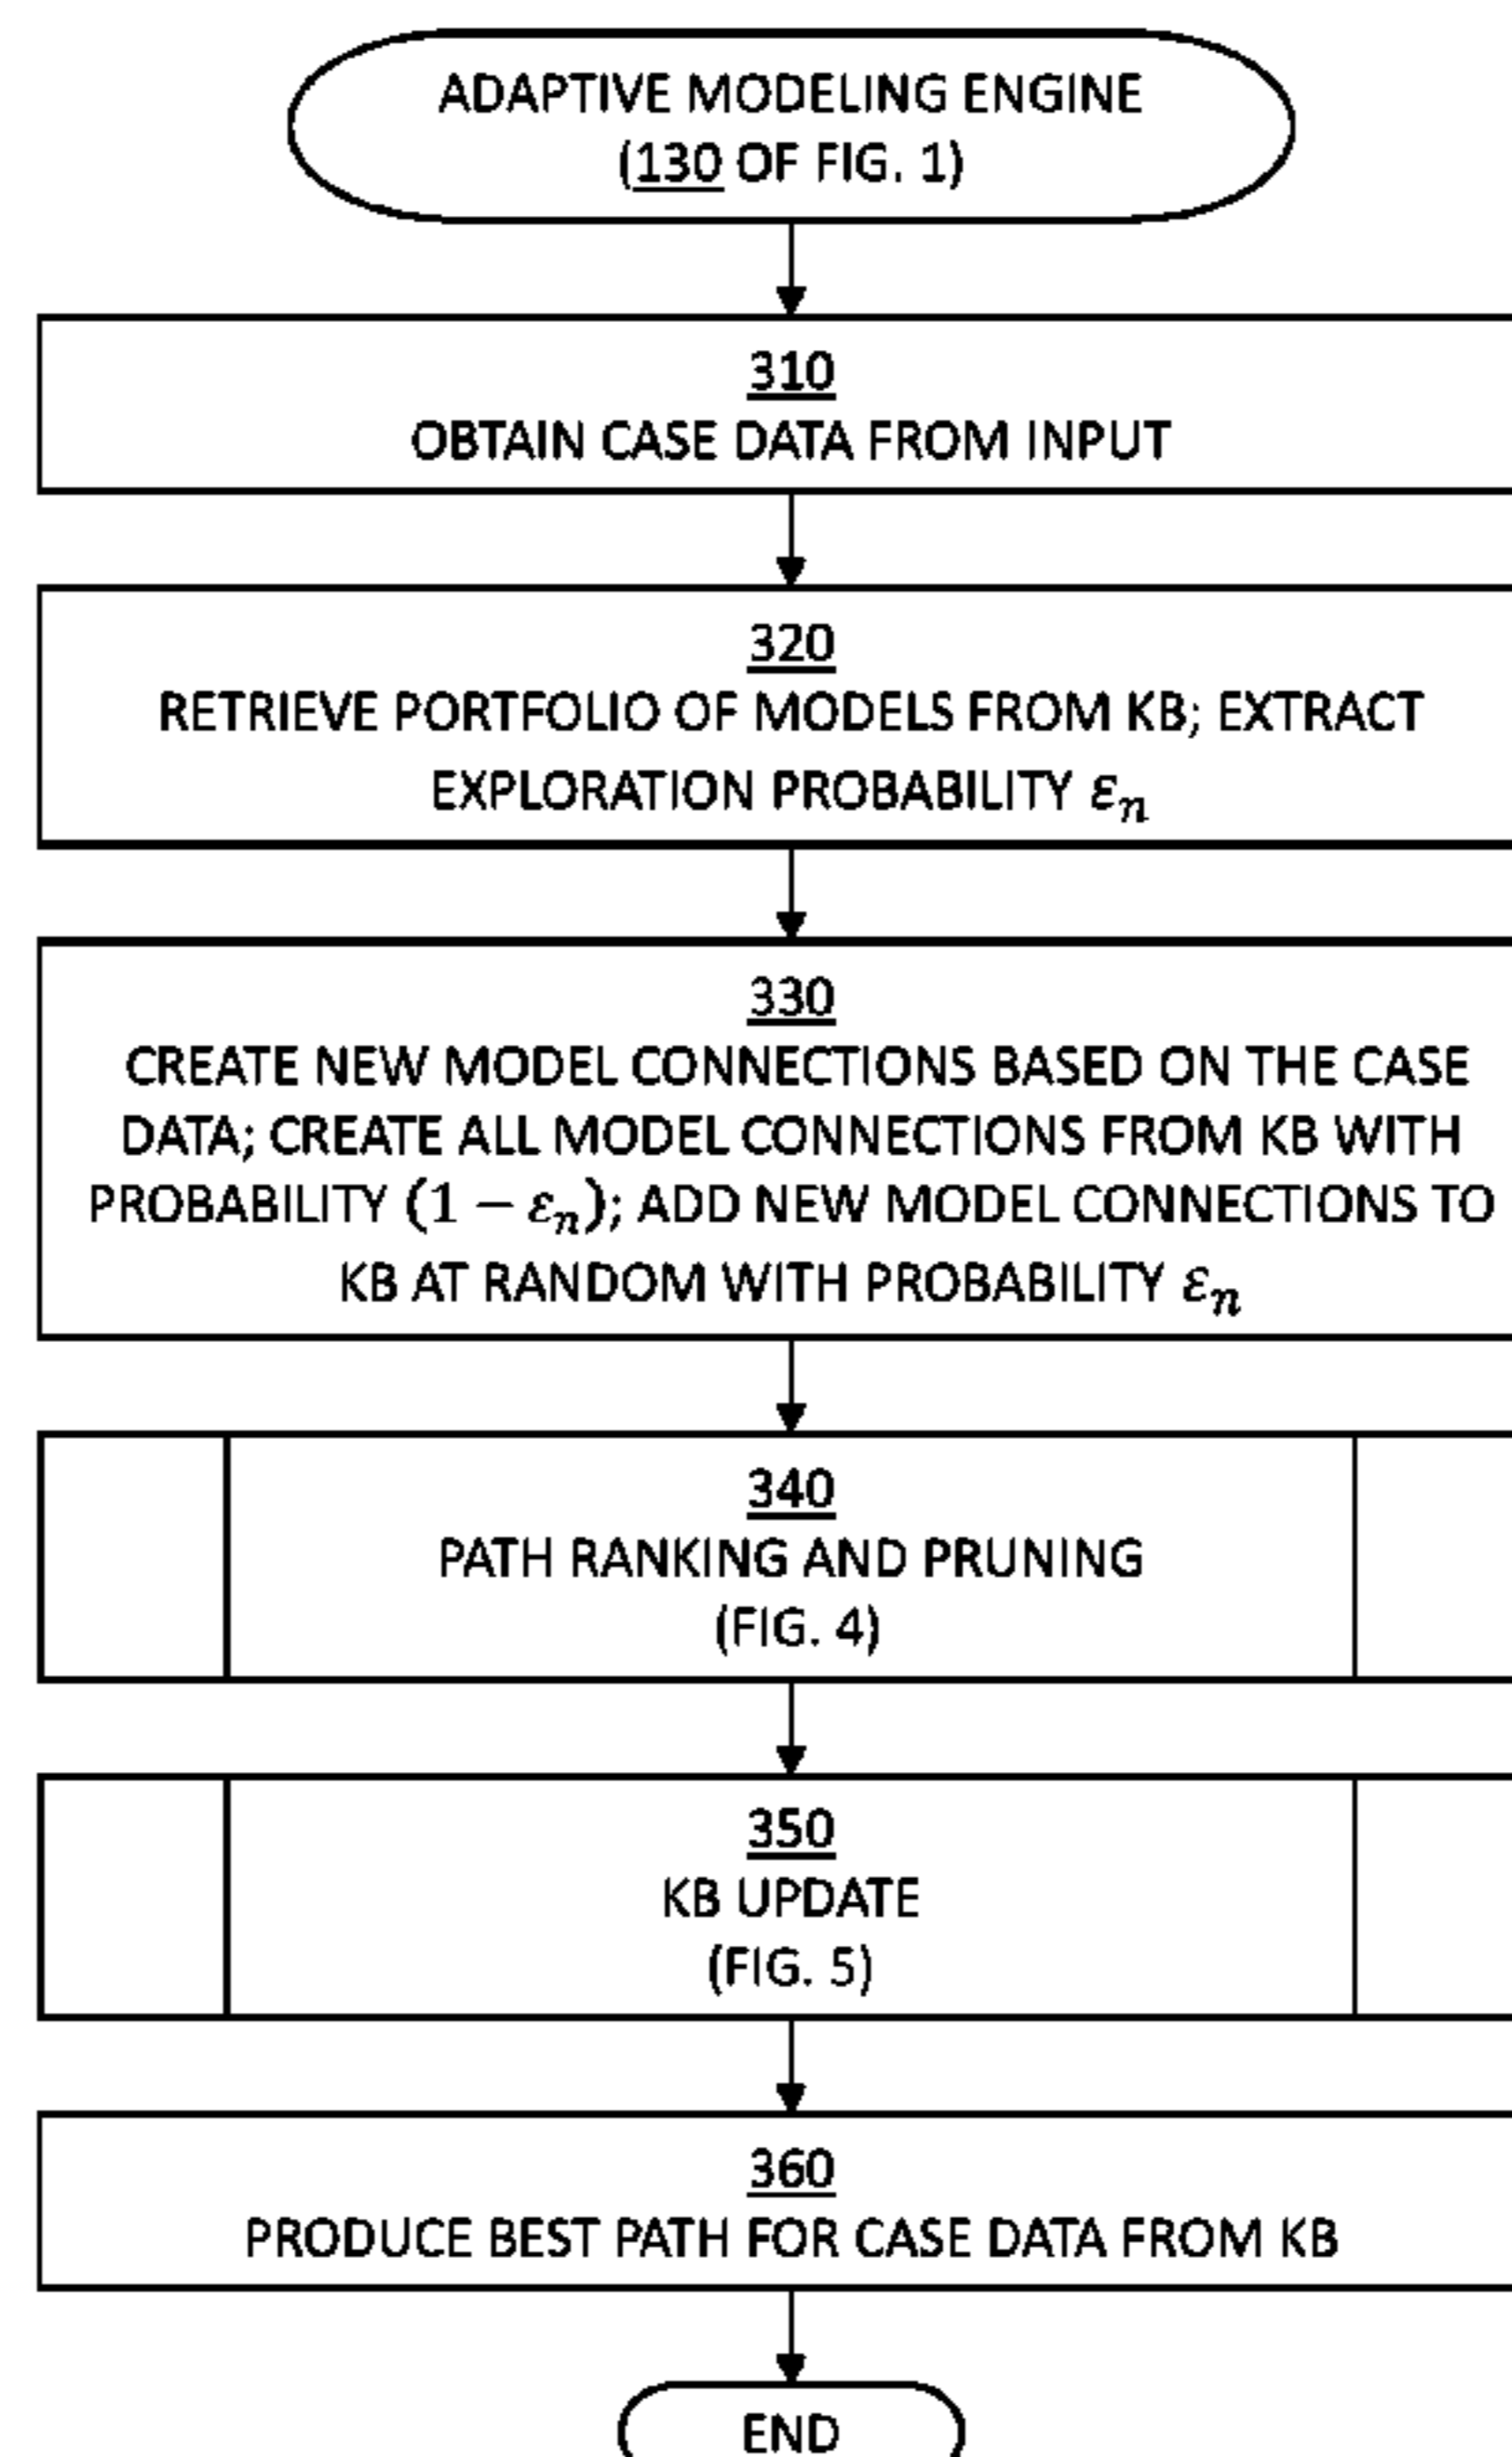 ADAPTIVE MODELING ENGINE
(130 OF FIG. 1)
310
OBTAIN CASE DATA FROM INPUT
320
RETRIEVE PORTFOLIO OF MODELS FROM KB; EXTRACT
EXPLORATION PROBABILITY εₙ
330
CREATE NEW MODEL CONNECTIONS BASED ON THE CASE
DATA; CREATE ALL MODEL CONNECTIONS FROM KB WITH
PROBABILITY (1 − εₙ); ADD NEW MODEL CONNECTIONS TO
KB AT RANDOM WITH PROBABILITY εₙ
340
PATH RANKING AND PRUNING
(FIG. 4)
350
KB UPDATE
(FIG. 5)
360
PRODUCE BEST PATH FOR CASE DATA FROM KB
END